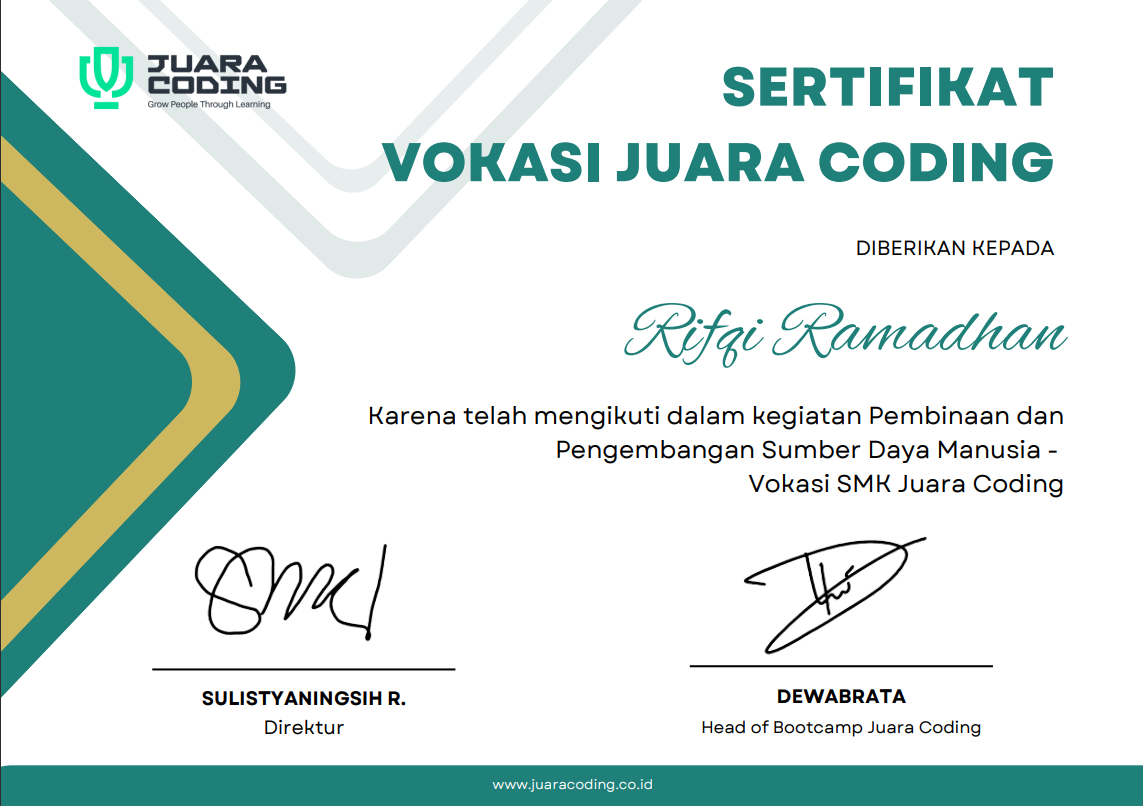 JUARA
CODING
Grow People Through Learning
SERTIFIKAT
VOKASI JUARA CODING
DIBERIKAN KEPADA
Rifqi Ramadhan
Karena telah mengikuti dalam kegiatan Pembinaan dan
Pengembangan Sumber Daya Manusia -
Vokasi SMK Juara Coding
SULISTYANINGSIH R.
Direktur
DEWABRATA
Head of Bootcamp Juara Coding
www.juaracoding.co.id